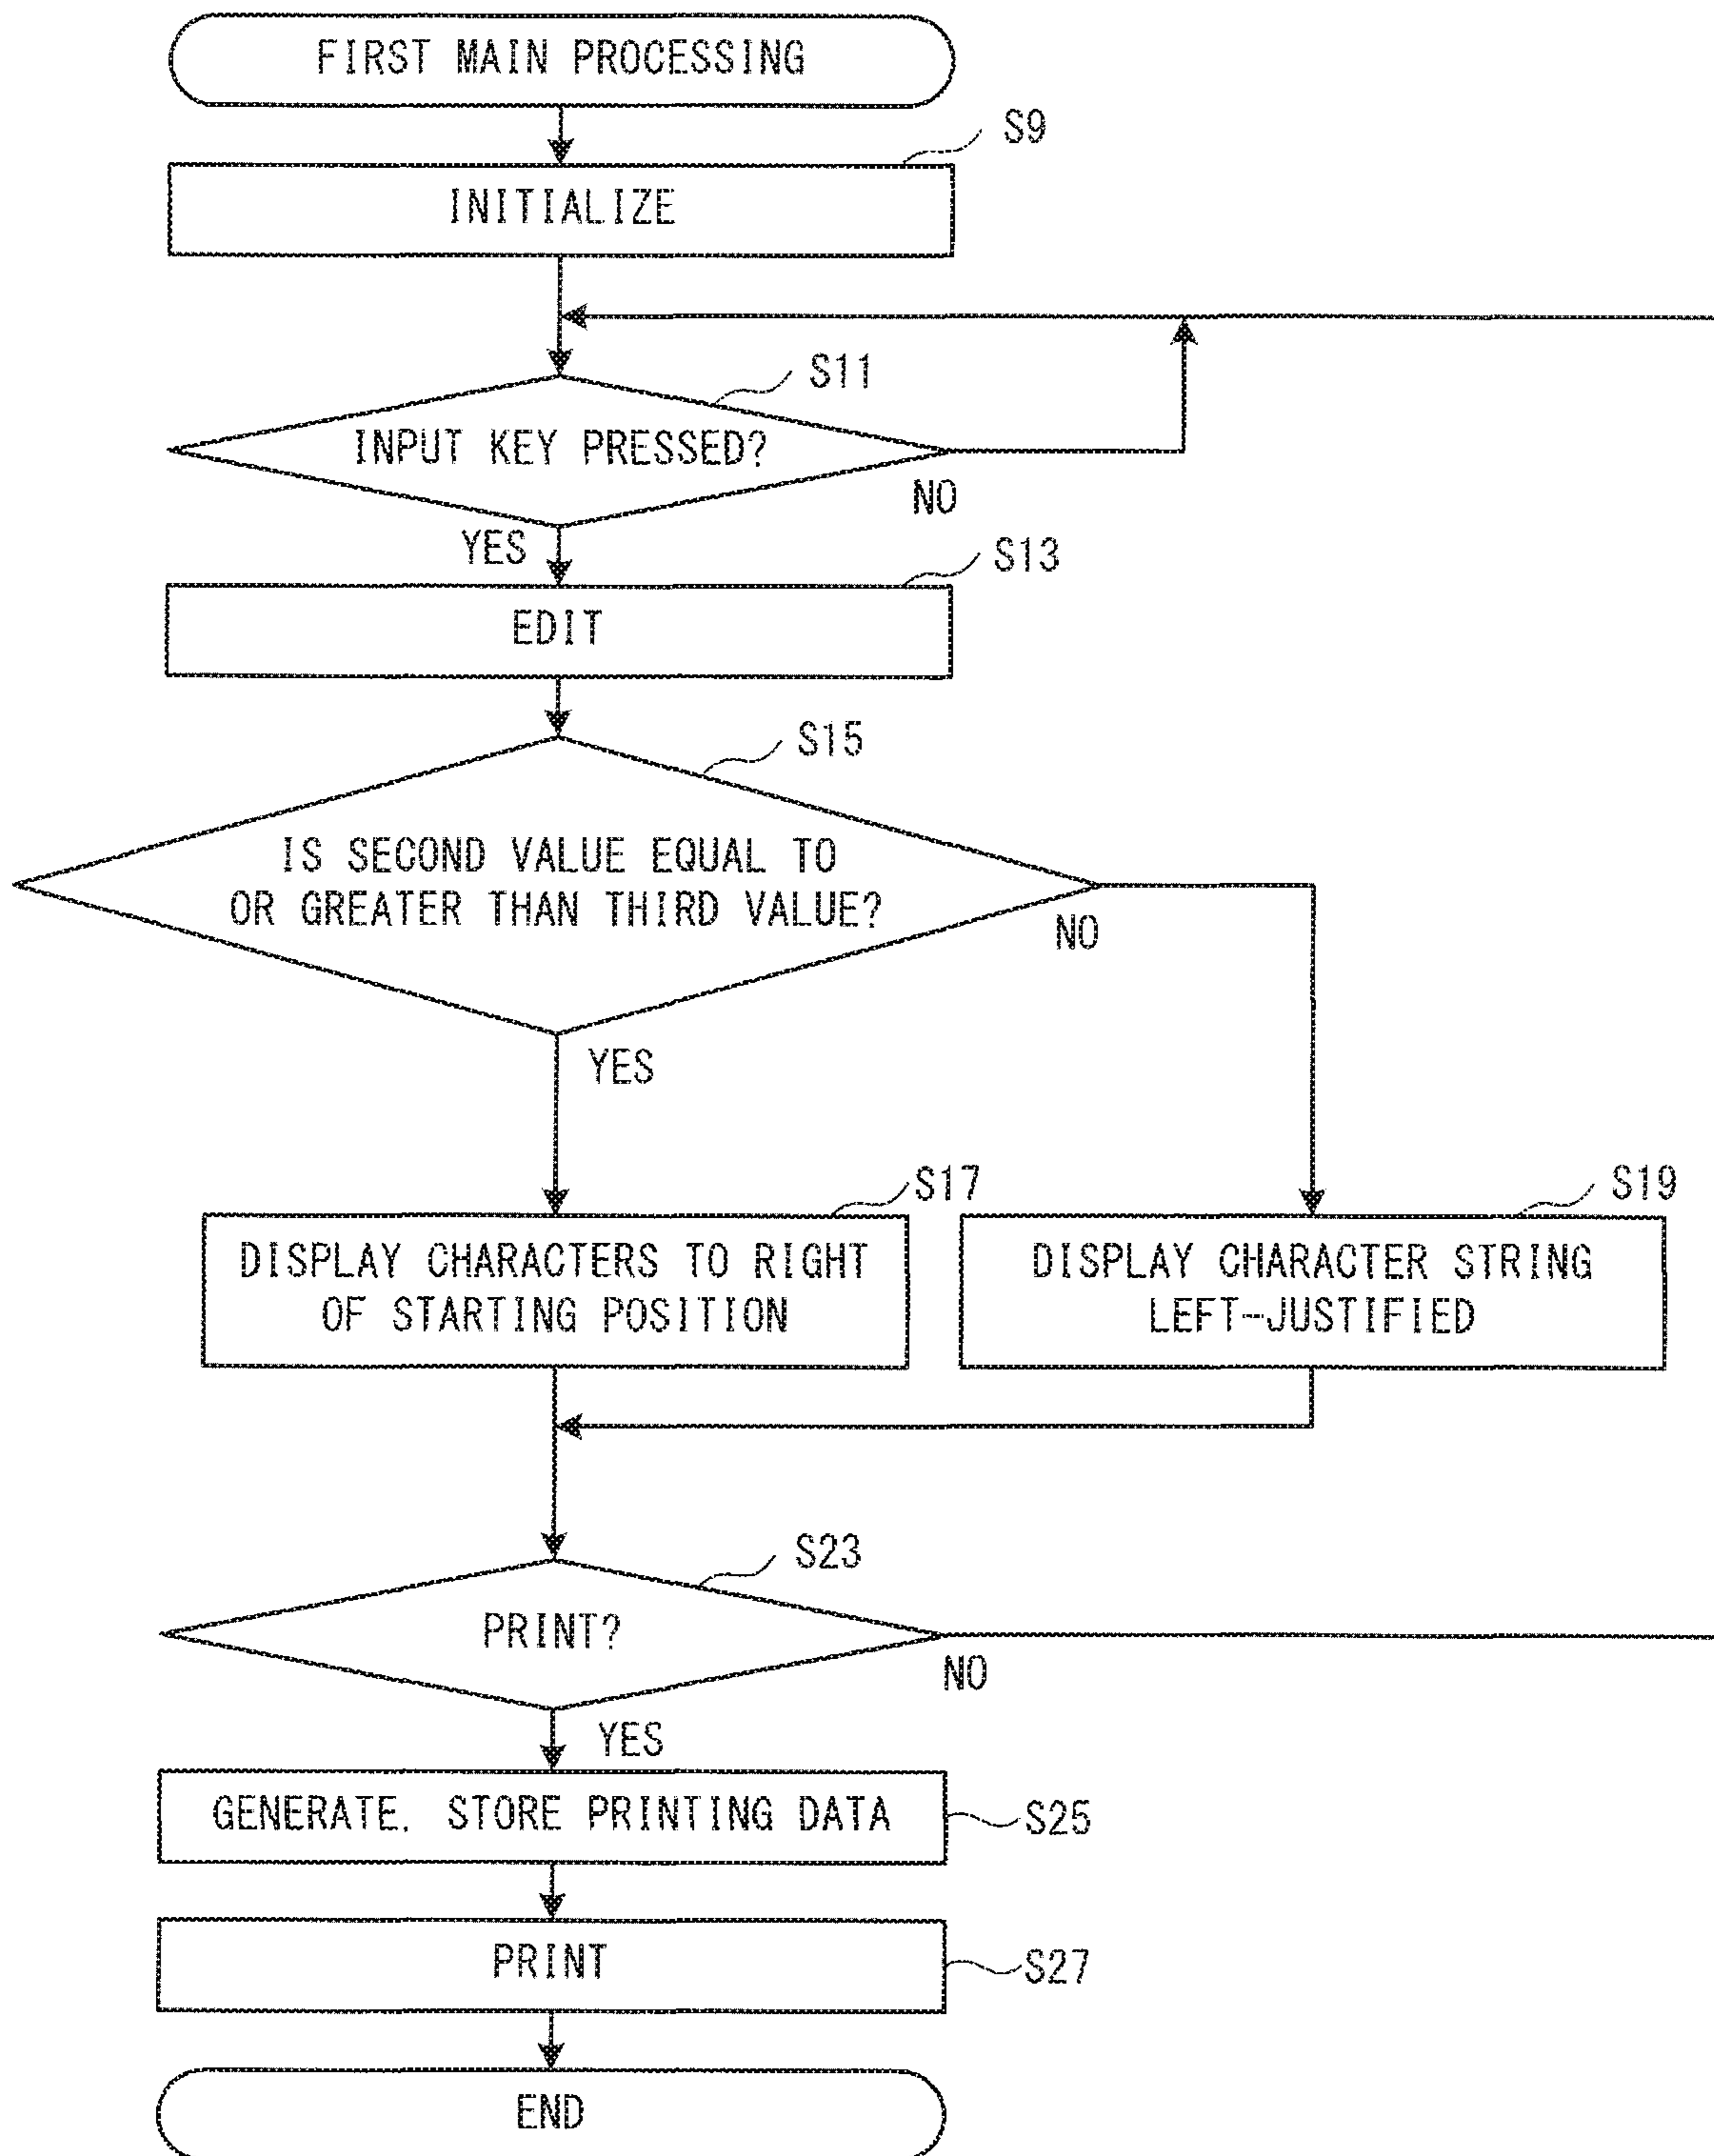 FIRST MAIN PROCESSING
S9
INITIALIZE
S11
INPUT KEY PRESSED?
NO
YES
S13
EDIT
S15
IS SECOND VALUE EQUAL TO
OR GREATER THAN THIRD VALUE?
NO
YES
S17
S19
DISPLAY CHARACTERS TO RIGHT
OF STARTING POSITION
DISPLAY CHARACTER STRING
LEFT-JUSTIFIED
S23
PRINT?
NO
YES
GENERATE, STORE PRINTING DATA
S25
PRINT
S27
END